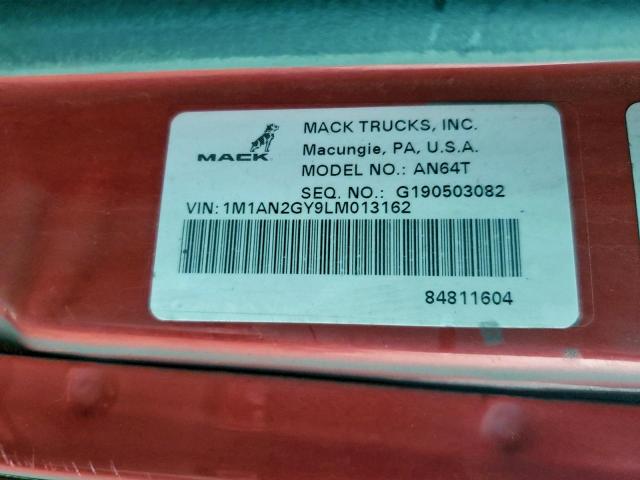 MACK TRUCKS, INC.
Macungie, PA, U.S.A.
MACK
MODEL NO.: AN64T
SEQ. NO.: G190503082
VIN: 1M1AN2GY9LM013162
84811604